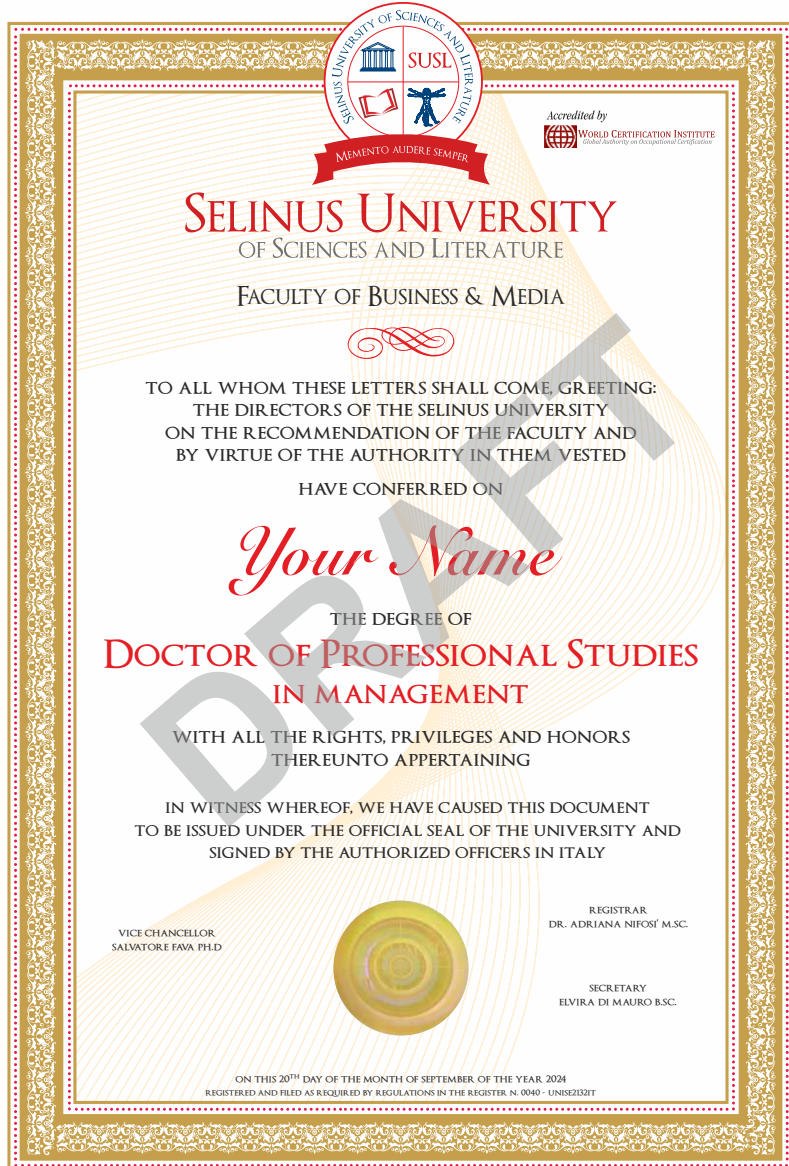 SELINUS UNIVERSITY OF SCIENCES AND LITERATURE
SUSL
MEMENTO AUDERE SEMPER
Accredited by
WORLD CERTIFICATION INSTITUTE
Global Authority on Occupational Certification
SELINUS UNIVERSITY
OF SCIENCES AND LITERATURE
FACULTY OF BUSINESS & MEDIA
TO ALL WHOM THESE LETTERS SHALL COME, GREETING:
THE DIRECTORS OF THE SELINUS UNIVERSITY
ON THE RECOMMENDATION OF THE FACULTY AND
BY VIRTUE OF THE AUTHORITY IN THEM VESTED
HAVE CONFERRED ON
Your Name
THE DEGREE OF
DOCTOR OF PROFESSIONAL STUDIES
IN MANAGEMENT
WITH ALL THE RIGHTS, PRIVILEGES AND HONORS
THEREUNTO APPERTAINING
IN WITNESS WHEREOF, WE HAVE CAUSED THIS DOCUMENT
TO BE ISSUED UNDER THE OFFICIAL SEAL OF THE UNIVERSITY AND
SIGNED BY THE AUTHORIZED OFFICERS IN ITALY
DRAFT
VICE CHANCELLOR
SALVATORE FAVA PH.D
REGISTRAR
DR. ADRIANA NIFOSI' M.SC.
SECRETARY
ELVIRA DI MAURO B.SC.
ON THIS 20TH DAY OF THE MONTH OF SEPTEMBER OF THE YEAR 2024
REGISTERED AND FILED AS REQUIRED BY REGULATIONS IN THE REGISTER N. 0040 - UNISE2132IT